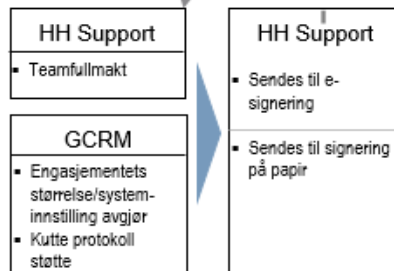 HH Support
▪ Teamfullmakt
GCRM
▪ Engasjementets
størrelse/system-
innstilling avgjør
▪ Kutte protokoll
støtte
HH Support
▪ Sendes til e-
signering
▪ Sendes til signering
på papir